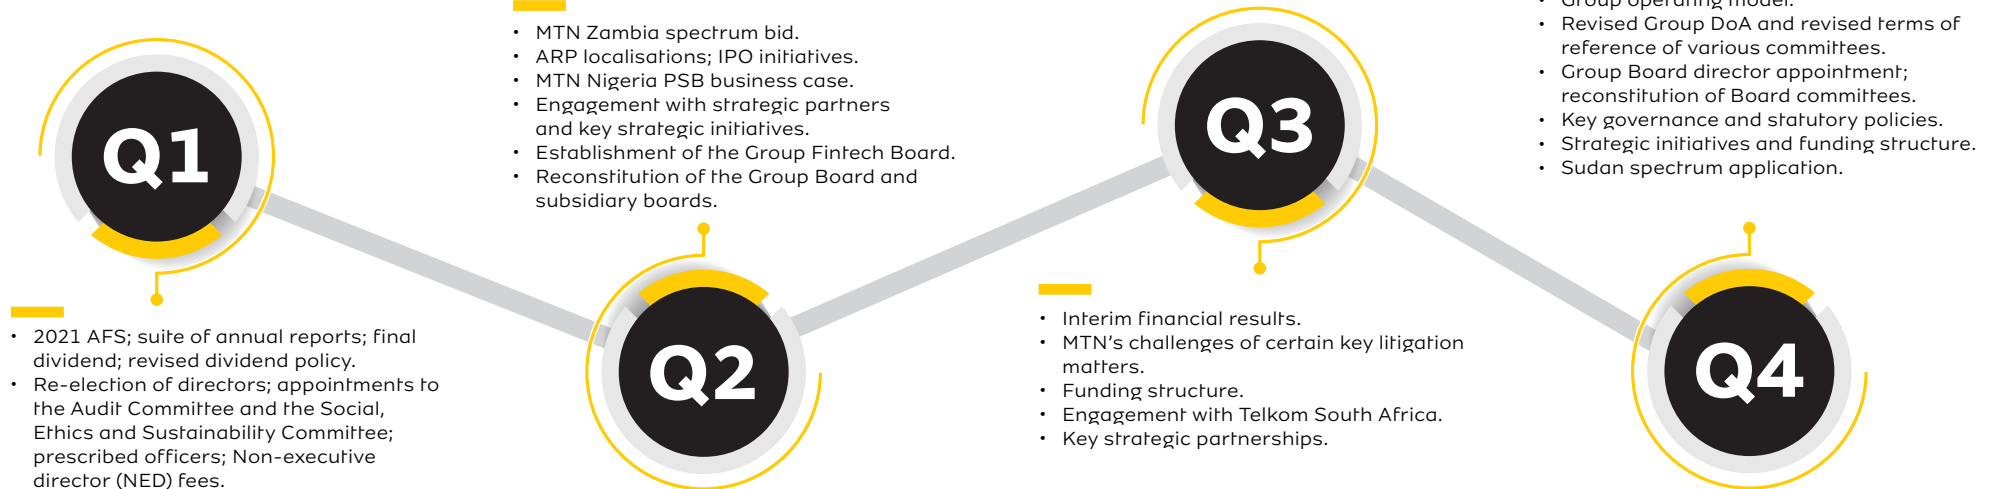 Q1
• 2021 AFS; suite of annual reports; final
dividend; revised dividend policy.
• Re-election of directors; appointments to
the Audit Committee and the Social,
Ethics and Sustainability Committee;
prescribed officers; Non-executive
director (NED) fees.
• MTN Zambia spectrum bid.
• ARP localisations; IPO initiatives.
• MTN Nigeria PSB business case.
• Engagement with strategic partners
and key strategic initiatives.
• Establishment of the Group Fintech Board.
• Reconstitution of the Group Board and
subsidiary boards.
Q2
Q3
• Interim financial results.
• MTN's challenges of certain key litigation
matters.
• Funding structure.
• Engagement with Telkom South Africa.
• Key strategic partnerships.
• Group operating model.
• Revised Group DoA and revised terms of
reference of various committees.
• Group Board director appointment;
reconstitution of Board committees.
• Key governance and statutory policies.
• Strategic initiatives and funding structure.
• Sudan spectrum application.
Q4